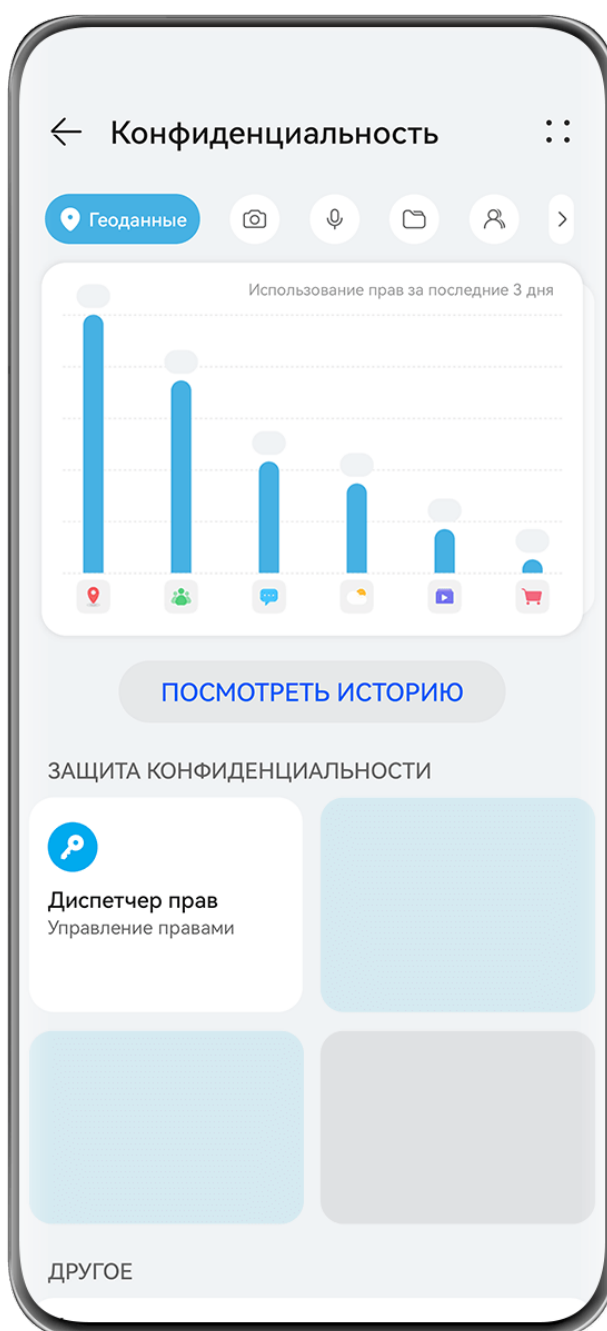 Конфиденциальность
Геоданные
Использование прав за последние 3 дня
ПОСМОТРЕТЬ ИСТОРИЮ
ЗАЩИТА КОНФИДЕНЦИАЛЬНОСТИ
Диспетчер прав
Управление правами
ДРУГОЕ